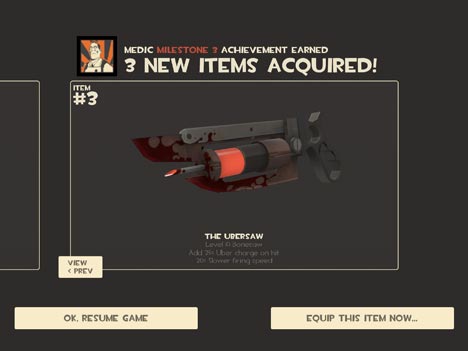 MEDIC MILESTONE 3 ACHIEVEMENT EARNED
3 NEW ITEMS ACQUIRED!
ITEM
#3
THE UBERSAW
Level 10 Bonesaw
Add 25% Uber charge on hit
20% slower firing speed
VIEW
< PREV
OK, RESUME GAME
EQUIP THIS ITEM NOW...